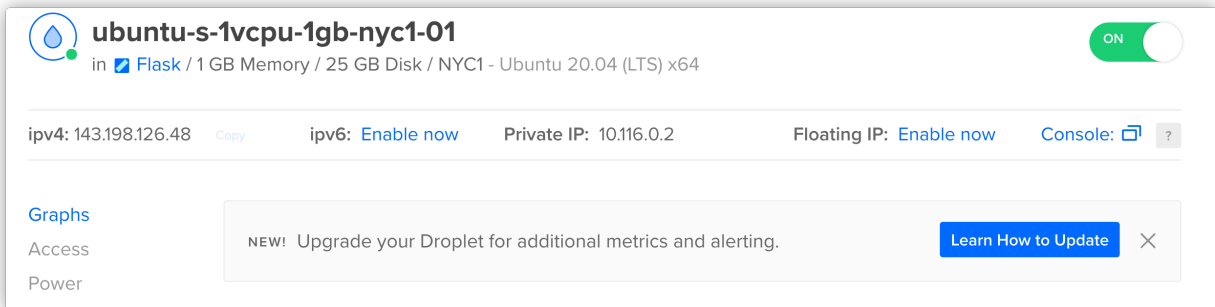 ubuntu-s-1vcpu-1gb-nyc1-01
ON
in Flask / 1 GB Memory / 25 GB Disk / NYC1 - Ubuntu 20.04 (LTS) x64
ipv4: 143.198.126.48 Copy ipv6: Enable now Private IP: 10.116.0.2 Floating IP: Enable now Console: ?
Graphs
NEW! Upgrade your Droplet for additional metrics and alerting. Learn How to Update
Access
Power